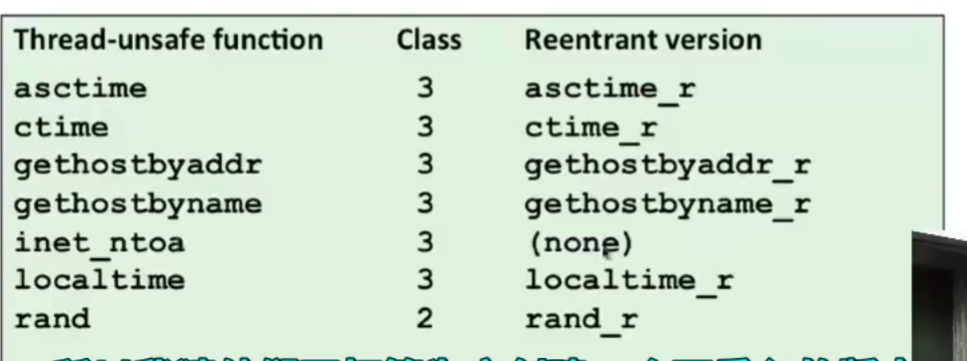 Thread-unsafe function Class Reentrant version
asctime 3 asctime_r
ctime 3 ctime_r
gethostbyaddr 3 gethostbyaddr_r
gethostbyname 3 gethostbyname_r
inet_ntoa 3 (none)
localtime 3 localtime_r
rand 2 rand_r